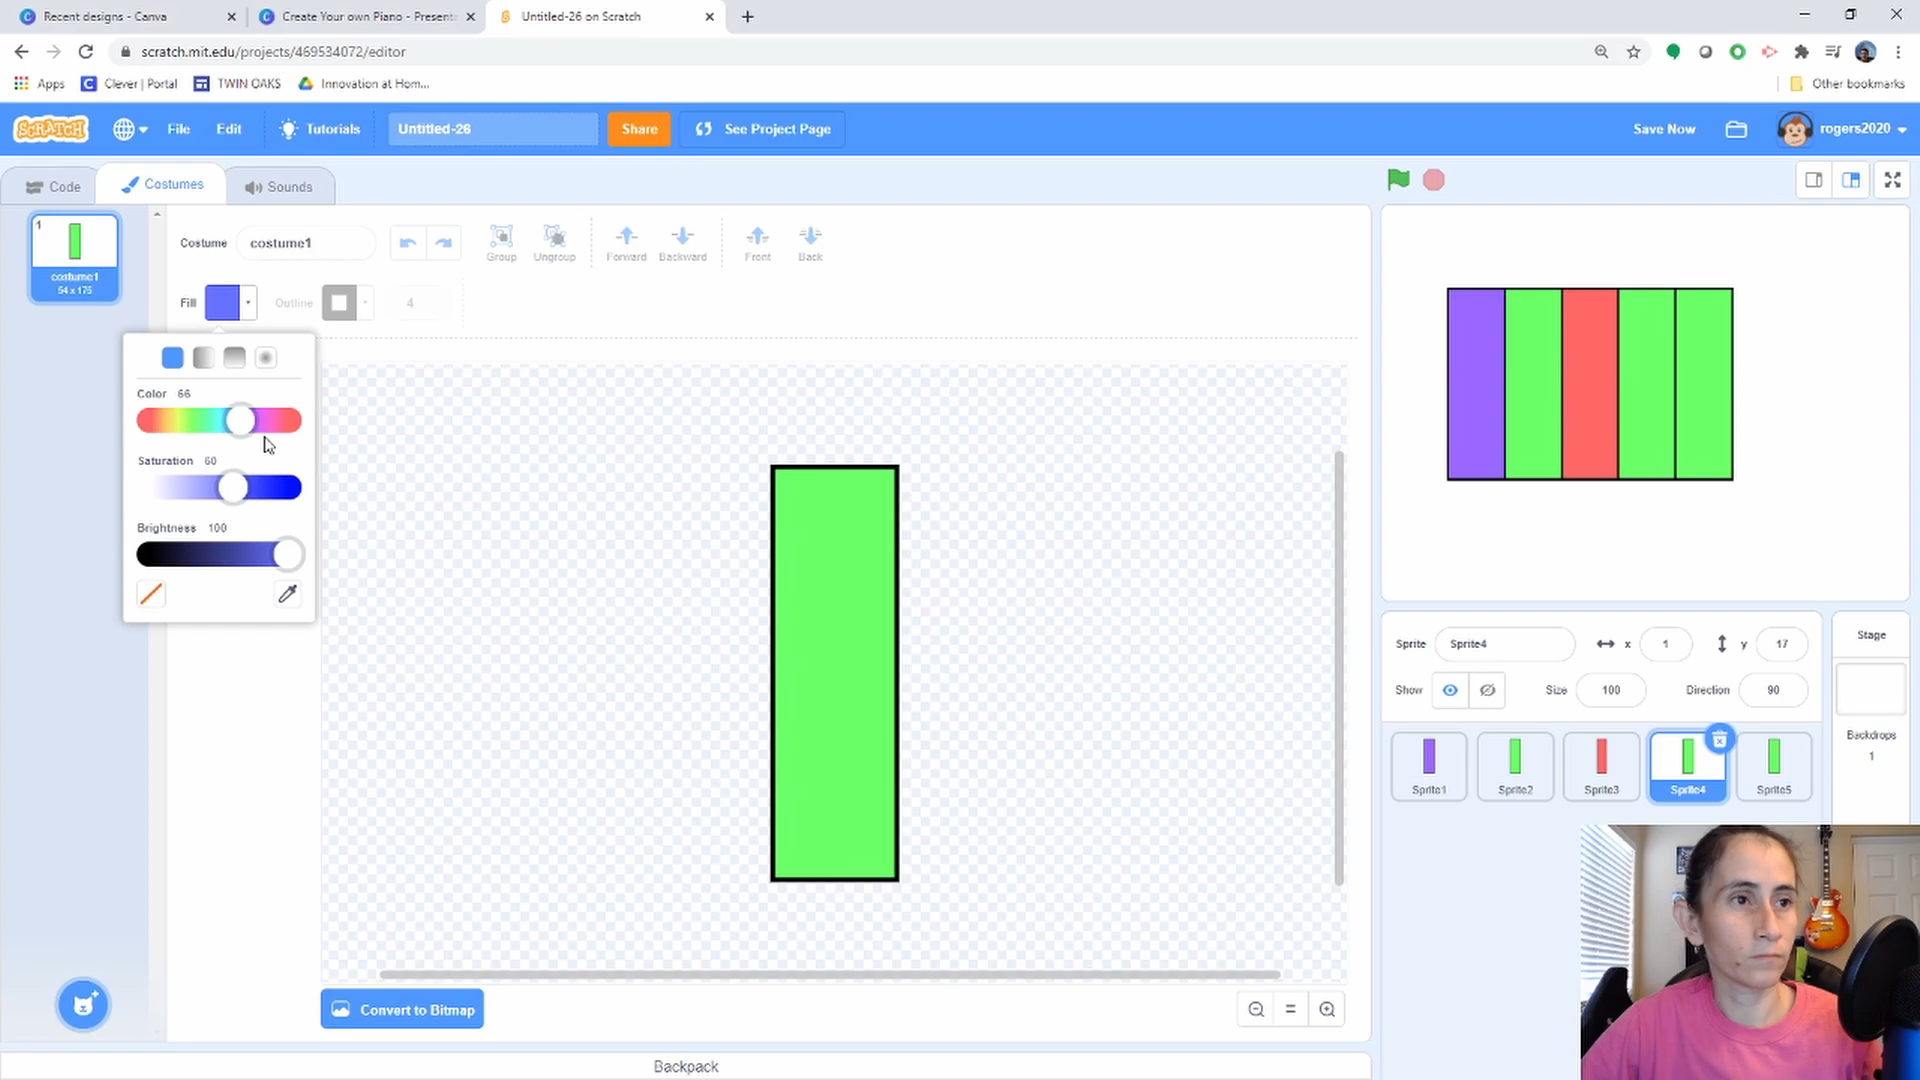 Recent designs - Canva
Create Your own Piano - Present
Untitled-26 on Scratch
scratch.mit.edu/projects/469534072/editor
Apps
Clever | Portal
TWIN OAKS
Innovation at Hom...
Other bookmarks
SCRATCH
File
Edit
Tutorials
Untitled-26
Share
See Project Page
Save Now
rogers2020
Code
Costumes
Sounds
1
costume1
54 x 175
Costume
costume1
Group
Ungroup
Forward
Backward
Front
Back
Fill
Outline
4
Color 66
Saturation 60
Brightness 100
Convert to Bitmap
Backpack
Sprite
Sprite4
x
1
y
17
Show
Size
100
Direction
90
Sprite1
Sprite2
Sprite3
Sprite4
Sprite5
Stage
Backdrops
1